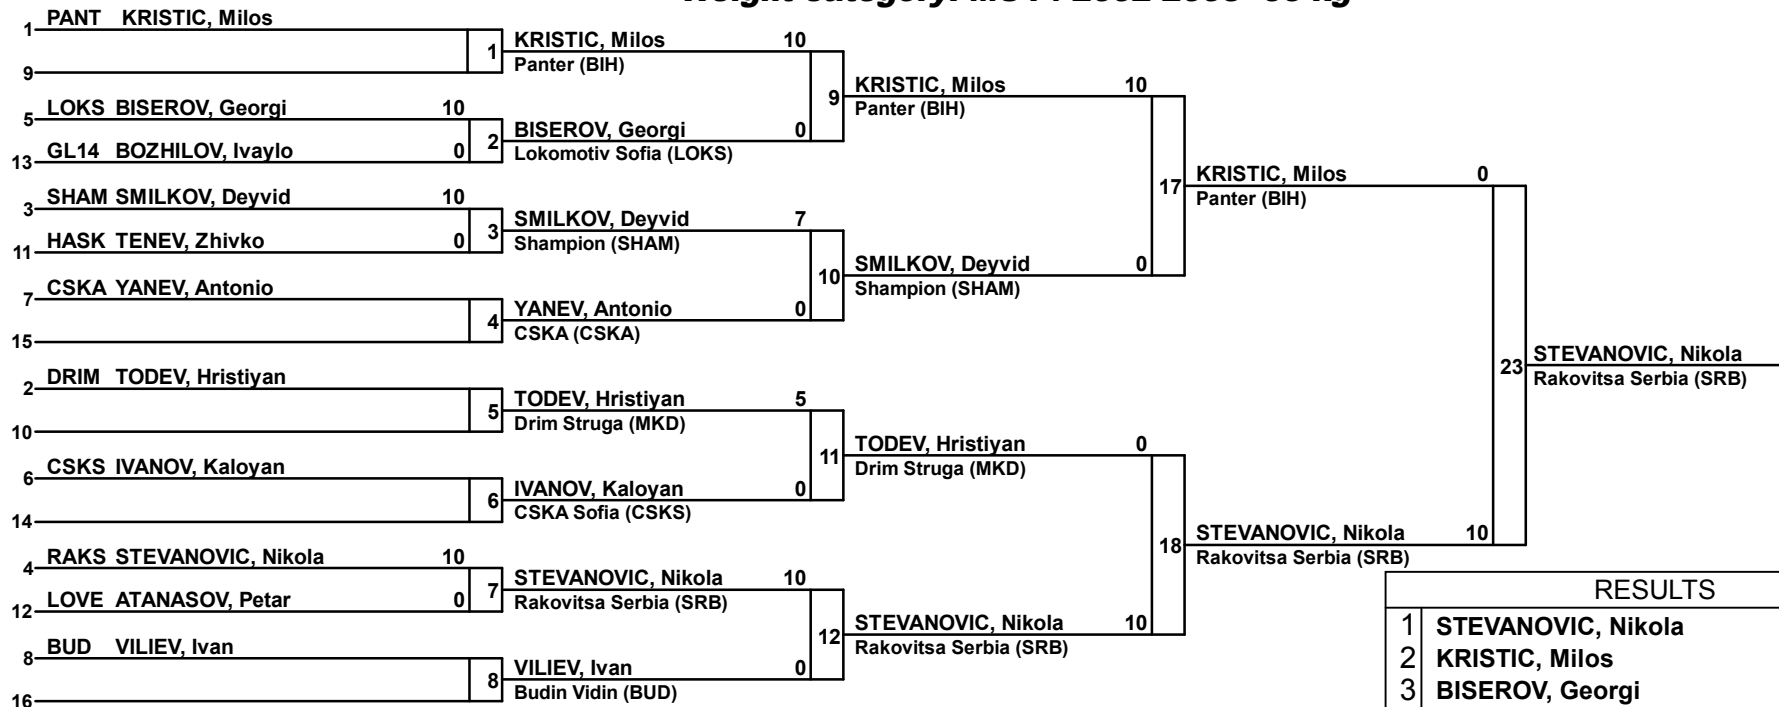 1 PANT KRISTIC, Milos
9
1 KRISTIC, Milos 10
Panter (BIH)
5 LOKS BISEROV, Georgi 10
13 GL14 BOZHILOV, Ivaylo 0
2 BISEROV, Georgi 0
Lokomotiv Sofia (LOKS)
9 KRISTIC, Milos 10
Panter (BIH)
3 SHAM SMILKOV, Deyvid 10
11 HASK TENEV, Zhivko 0
3 SMILKOV, Deyvid 7
Shampion (SHAM)
7 CSKA YANEV, Antonio
15
4 YANEV, Antonio 0
CSKA (CSKA)
10 SMILKOV, Deyvid 0
Shampion (SHAM)
17 KRISTIC, Milos 0
Panter (BIH)
2 DRIM TODEV, Hristiyan
10
5 TODEV, Hristiyan 5
Drim Struga (MKD)
6 CSKS IVANOV, Kaloyan
14
6 IVANOV, Kaloyan 0
CSKA Sofia (CSKS)
11 TODEV, Hristiyan 0
Drim Struga (MKD)
4 RAKS STEVANOVIC, Nikola 10
12 LOVE ATANASOV, Petar 0
7 STEVANOVIC, Nikola 10
Rakovitsa Serbia (SRB)
8 BUD VILIEV, Ivan
16
8 VILIEV, Ivan 0
Budin Vidin (BUD)
12 STEVANOVIC, Nikola 10
Rakovitsa Serbia (SRB)
18 STEVANOVIC, Nikola 10
Rakovitsa Serbia (SRB)
23 STEVANOVIC, Nikola
Rakovitsa Serbia (SRB)
RESULTS
1 STEVANOVIC, Nikola
2 KRISTIC, Milos
3 BISEROV, Georgi